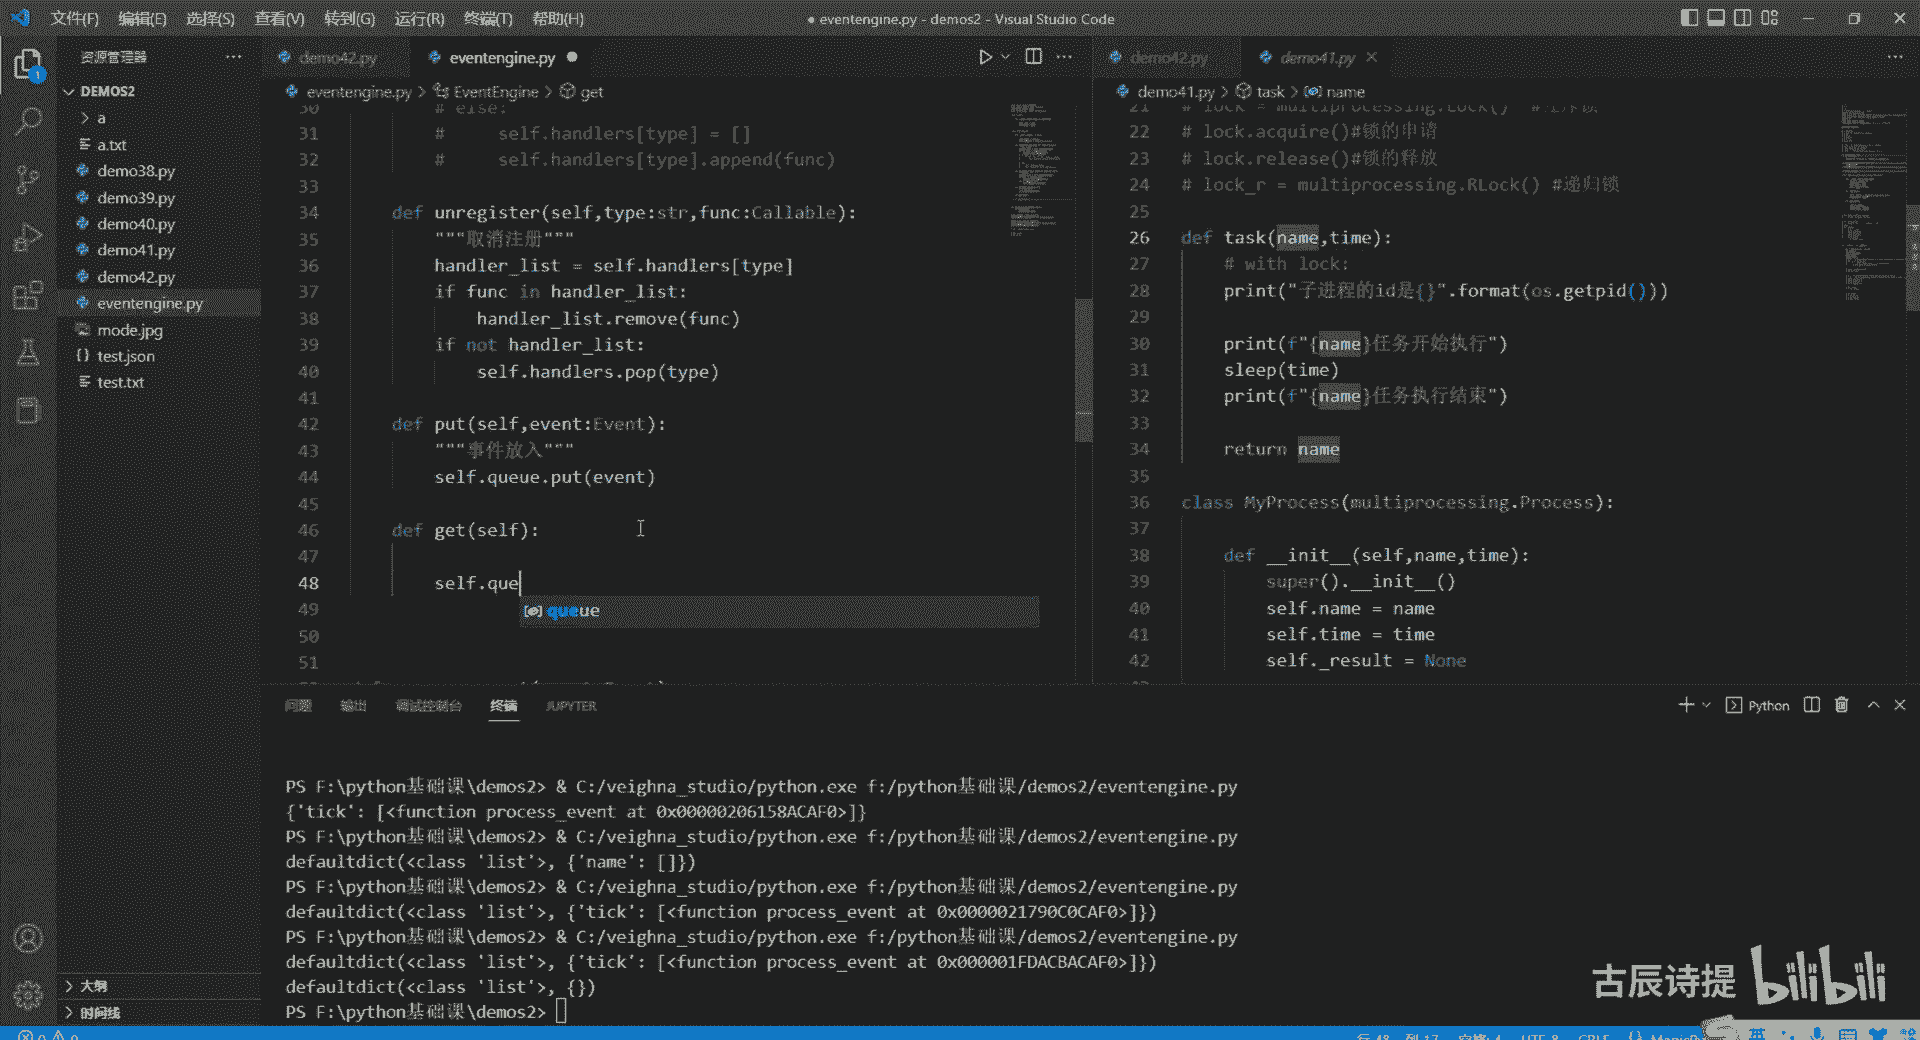 文件(F) 编辑(E) 选择(S) 查看(V) 转到(G) 运行(R) 终端(T) 帮助(H)
● eventengine.py - demos2 - Visual Studio Code
资源管理器
DEMOS2
a
a.txt
demo38.py
demo39.py
demo40.py
demo41.py
demo42.py
eventengine.py
mode.jpg
test.json
test.txt
大纲
时间线
demo42.py eventengine.py
eventengine.py > EventEngine > get
30 # else:
31 # self.handlers[type] = []
32 # self.handlers[type].append(func)
33
34 def unregister(self,type:str,func:Callable):
35 """取消注册"""
36 handler_list = self.handlers[type]
37 if func in handler_list:
38 handler_list.remove(func)
39 if not handler_list:
40 self.handlers.pop(type)
41
42 def put(self,event:Event):
43 """事件放入"""
44 self.queue.put(event)
45
46 def get(self):
47
48 self.que
queue
49
50
51
demo42.py demo41.py
demo41.py > task > name
21 # lock = multiprocessing.Lock()
22 # lock.acquire()#锁的申请
23 # lock.release()#锁的释放
24 # lock_r = multiprocessing.RLock() #递归锁
25
26 def task(name,time):
27 # with lock:
28 print("子进程的id是{}".format(os.getpid()))
29
30 print(f"{name}任务开始执行")
31 sleep(time)
32 print(f"{name}任务执行结束")
33
34 return name
35
36 class MyProcess(multiprocessing.Process):
37
38 def __init__(self,name,time):
39 super().__init__()
40 self.name = name
41 self.time = time
42 self._result = None
问题 输出 调试控制台 终端 JUPYTER
Python
PS F:\python基础课\demos2> & C:/veighna_studio/python.exe f:/python基础课/demos2/eventengine.py
{'tick': [<function process_event at 0x00000206158ACAF0>]}
PS F:\python基础课\demos2> & C:/veighna_studio/python.exe f:/python基础课/demos2/eventengine.py
defaultdict(<class 'list'>, {'name': []})
PS F:\python基础课\demos2> & C:/veighna_studio/python.exe f:/python基础课/demos2/eventengine.py
defaultdict(<class 'list'>, {'tick': [<function process_event at 0x0000021790C0CAF0>]})
PS F:\python基础课\demos2> & C:/veighna_studio/python.exe f:/python基础课/demos2/eventengine.py
defaultdict(<class 'list'>, {'tick': [<function process_event at 0x000001FDACBACAF0>]})
defaultdict(<class 'list'>, {})
PS F:\python基础课\demos2>
古辰诗提 bilibili